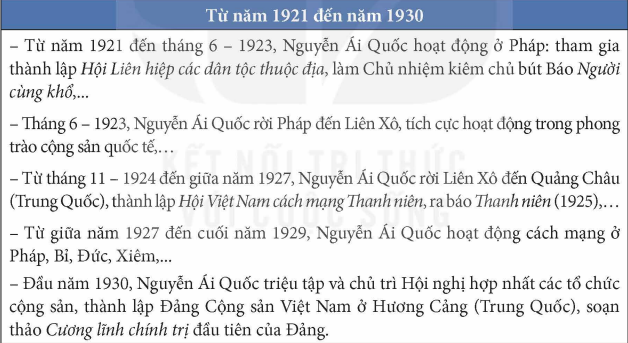 Từ năm 1921 đến năm 1930
– Từ năm 1921 đến tháng 6 – 1923, Nguyễn Ái Quốc hoạt động ở Pháp: tham gia
thành lập Hội Liên hiệp các dân tộc thuộc địa, làm Chủ nhiệm kiêm chủ bút Báo Người
cùng khổ,...
– Tháng 6 – 1923, Nguyễn Ái Quốc rời Pháp đến Liên Xô, tích cực hoạt động trong phong
trào cộng sản quốc tế,…
– Từ tháng 11 – 1924 đến giữa năm 1927, Nguyễn Ái Quốc rời Liên Xô đến Quảng Châu
(Trung Quốc), thành lập Hội Việt Nam cách mạng Thanh niên, ra báo Thanh niên (1925),…
– Từ giữa năm 1927 đến cuối năm 1929, Nguyễn Ái Quốc hoạt động cách mạng ở
Pháp, Bỉ, Đức, Xiêm,...
– Đầu năm 1930, Nguyễn Ái Quốc triệu tập và chủ trì Hội nghị hợp nhất các tổ chức
cộng sản, thành lập Đảng Cộng sản Việt Nam ở Hương Cảng (Trung Quốc), soạn
thảo Cương lĩnh chính trị đầu tiên của Đảng.
KẾT NỐI TRI THỨC
VỚI CUỘC SỐNG